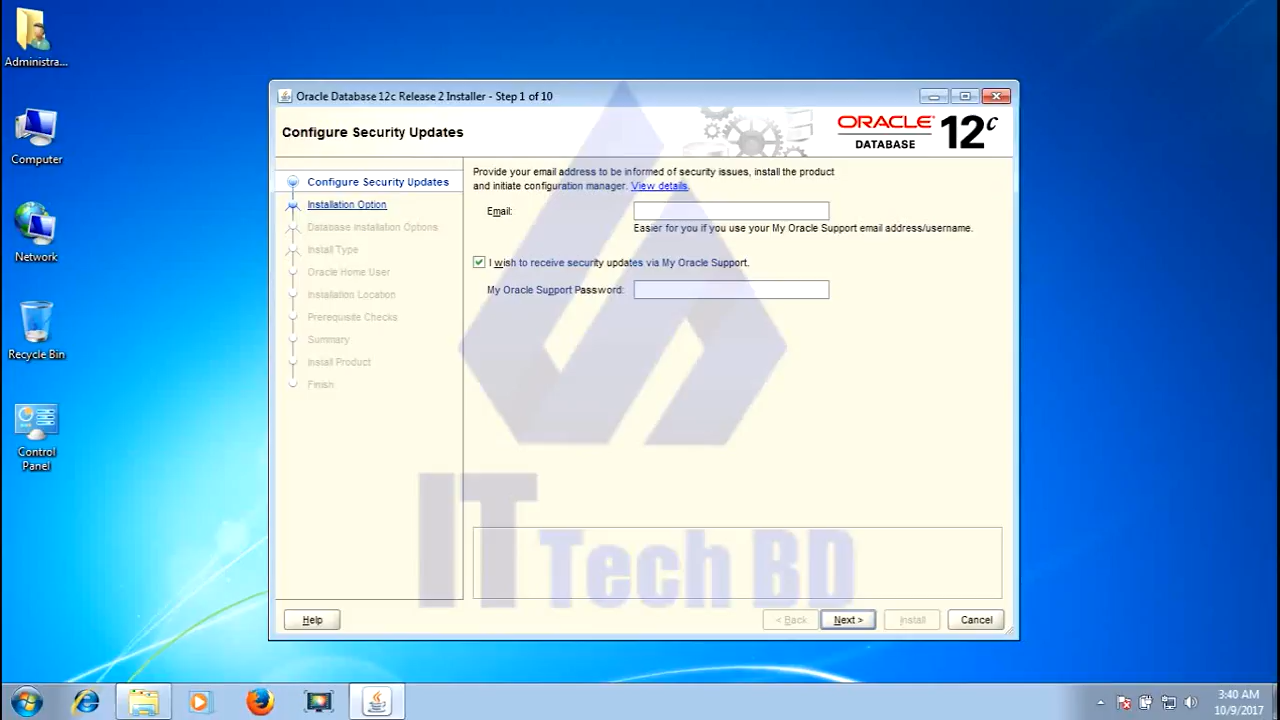 Administra...
Computer
Network
Recycle Bin
Control
Panel
Oracle Database 12c Release 2 Installer - Step 1 of 10
Configure Security Updates
ORACLE
DATABASE
12c
Configure Security Updates
Installation Option
Database Installation Options
Install Type
Oracle Home User
Installation Location
Prerequisite Checks
Summary
Install Product
Finish
Provide your email address to be informed of security issues, install the product
and initiate configuration manager. View details.
Email:
Easier for you if you use your My Oracle Support email address/username.
I wish to receive security updates via My Oracle Support.
My Oracle Support Password:
IT Tech BD
Help
< Back
Next >
Install
Cancel
3:40 AM
10/9/2017